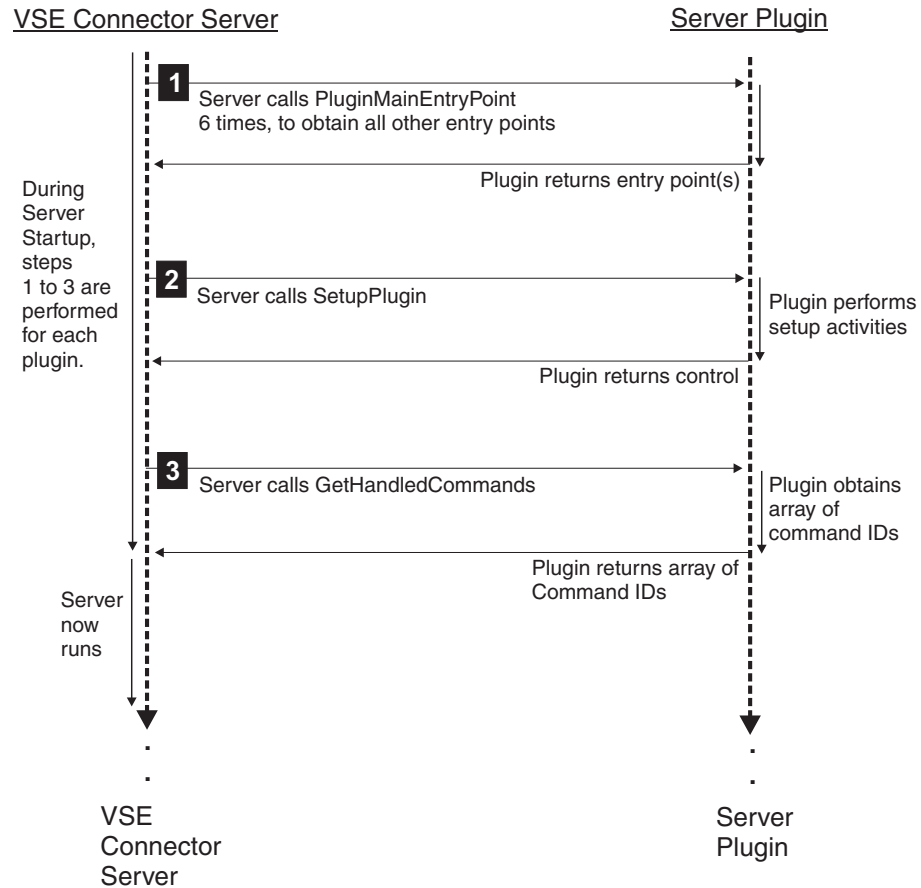 VSE Connector Server
Server Plugin
1
Server calls PluginMainEntryPoint
6 times, to obtain all other entry points
Plugin returns entry point(s)
During
Server
Startup,
steps
1 to 3 are
performed
for each
plugin.
2
Server calls SetupPlugin
Plugin performs
setup activities
Plugin returns control
3
Server calls GetHandledCommands
Plugin obtains
array of
command IDs
Plugin returns array of
Command IDs
Server
now
runs
VSE
Connector
Server
Server
Plugin